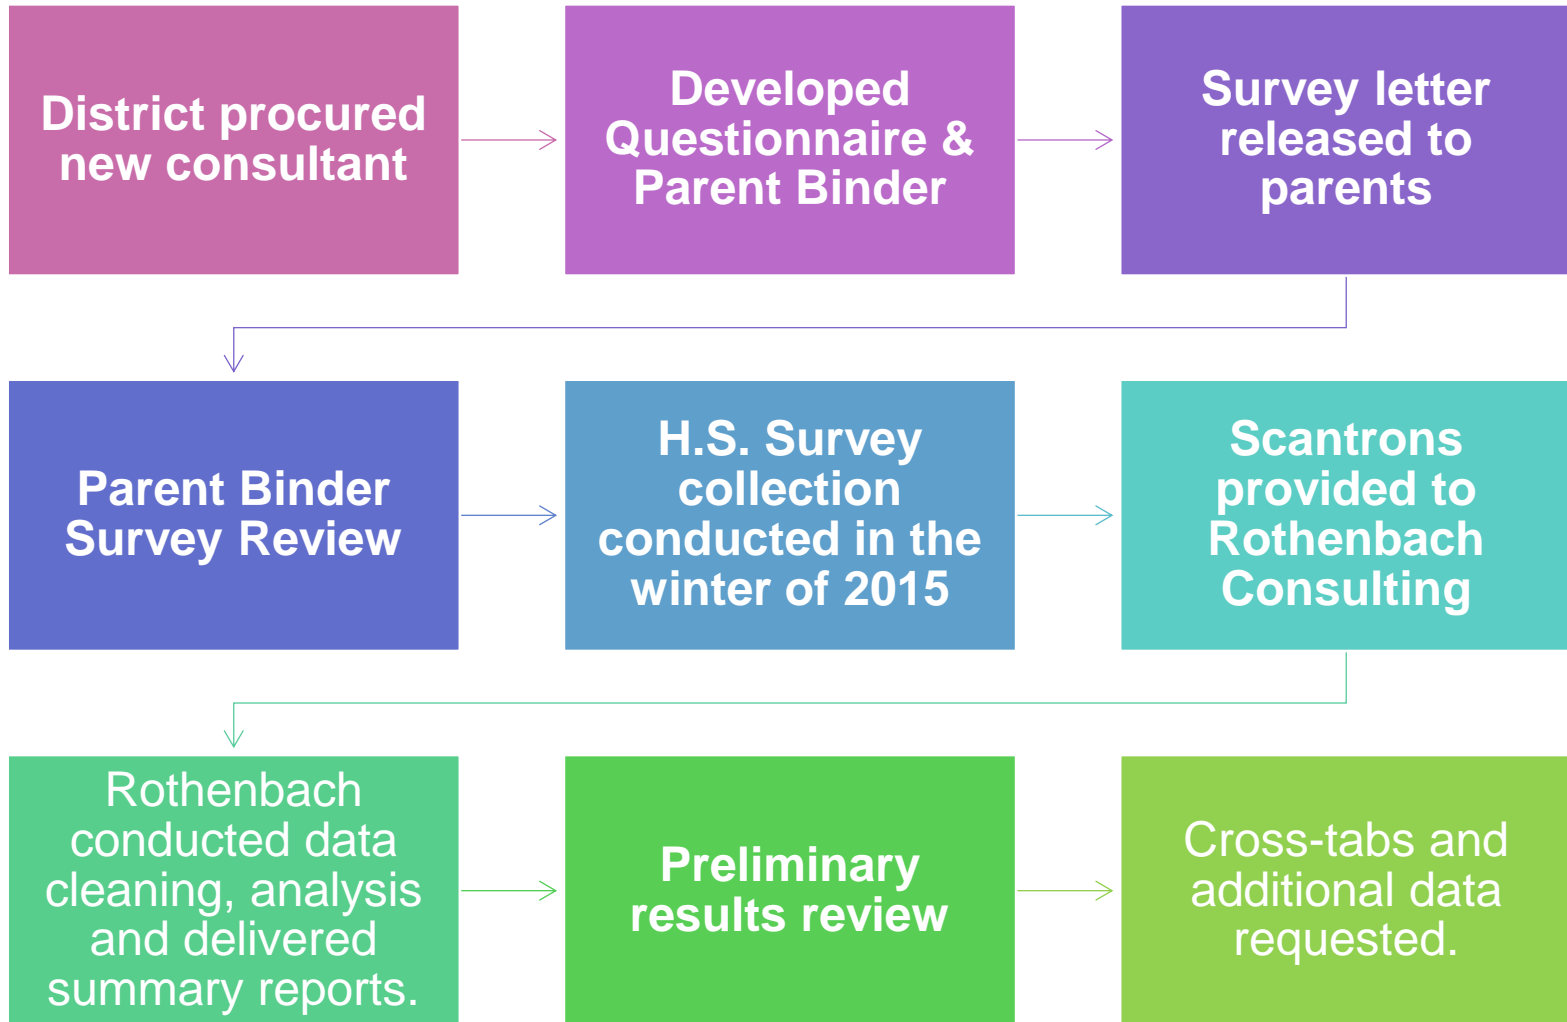 District procured
new consultant
Developed
Questionnaire &
Parent Binder
Survey letter
released to
parents
Parent Binder
Survey Review
H.S. Survey
collection
conducted in the
winter of 2015
Scantrons
provided to
Rothenbach
Consulting
Rothenbach
conducted data
cleaning, analysis
and delivered
summary reports.
Preliminary
results review
Cross-tabs and
additional data
requested.